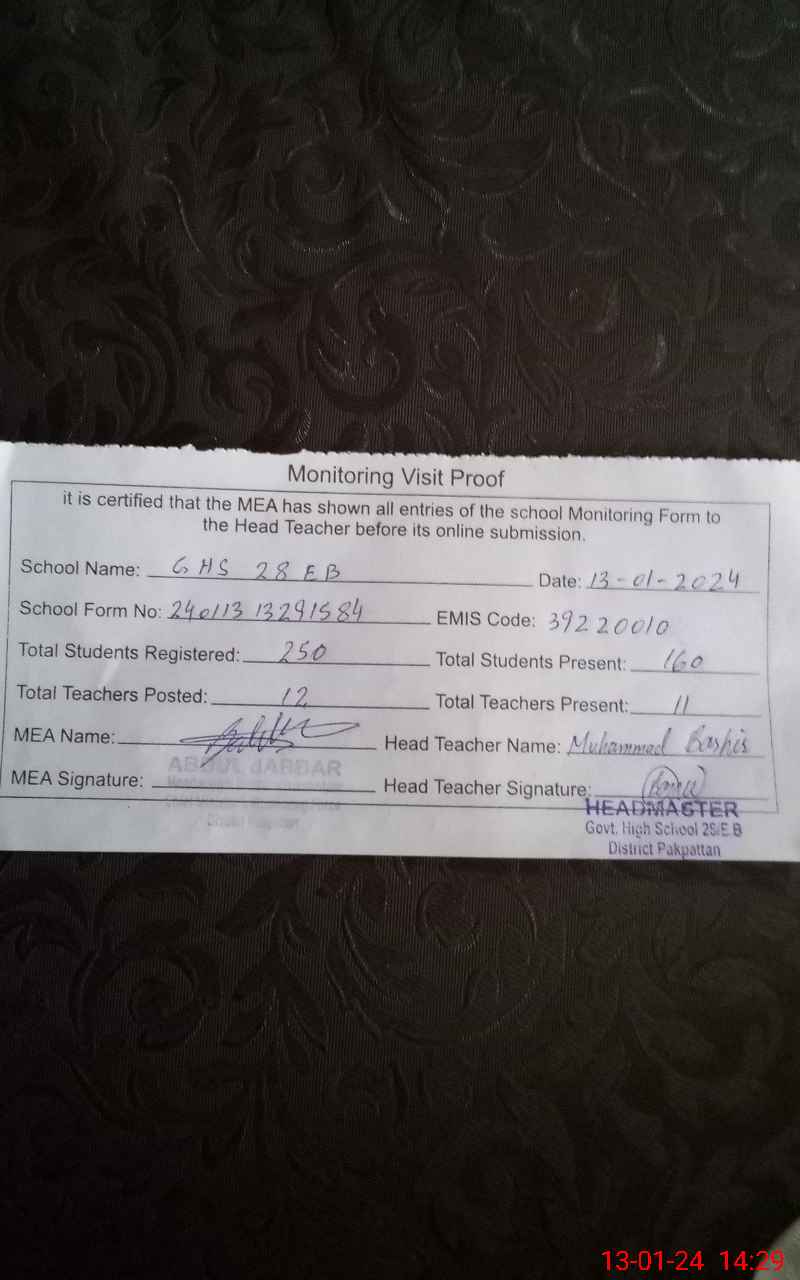 Monitoring Visit Proof
it is certified that the MEA has shown all entries of the school Monitoring Form to
the Head Teacher before its online submission.
School Name: GHS 28 EB Date: 13-01-2024
School Form No: 24011313291584 EMIS Code: 39220010
Total Students Registered: 250 Total Students Present: 160
Total Teachers Posted: 12 Total Teachers Present: 11
MEA Name: Head Teacher Name: Muhammad Bashir
ABDUL JABBAR
MEA Signature: Head Teacher Signature:
HEADMASTER
Govt. High School 28/E.B
District Pakpattan
13-01-24 14:29